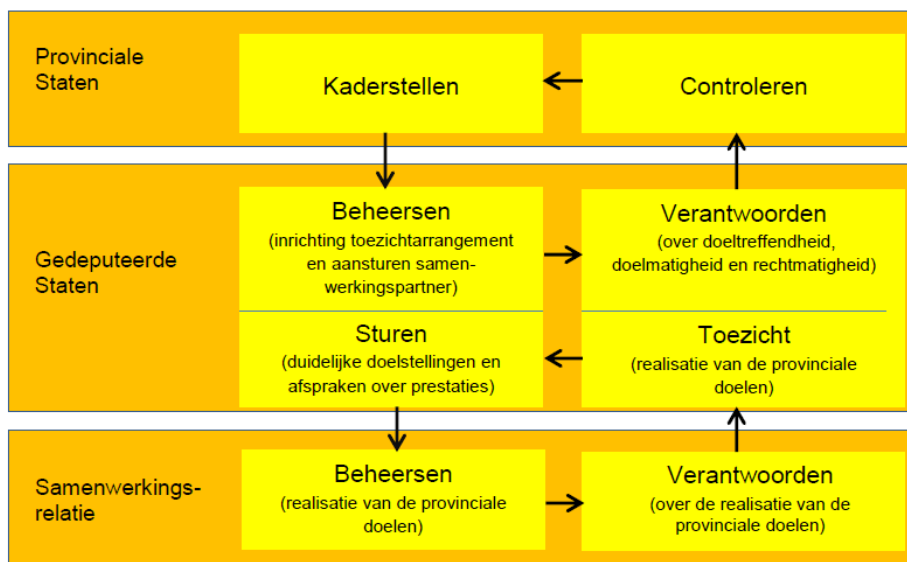 Provinciale
Staten
Kaderstellen
Controleren
Gedeputeerde
Staten
Beheersen
(inrichting toezichtarrangement
en aansturen samen-
werkingspartner)
Verantwoorden
(over doeltreffendheid,
doelmatigheid en rechtmatigheid)
Sturen
(duidelijke doelstellingen en
afspraken over prestaties)
Toezicht
(realisatie van de provinciale
doelen)
Samenwerkings-
relatie
Beheersen
(realisatie van de provinciale
doelen)
Verantwoorden
(over de realisatie van de
provinciale doelen)